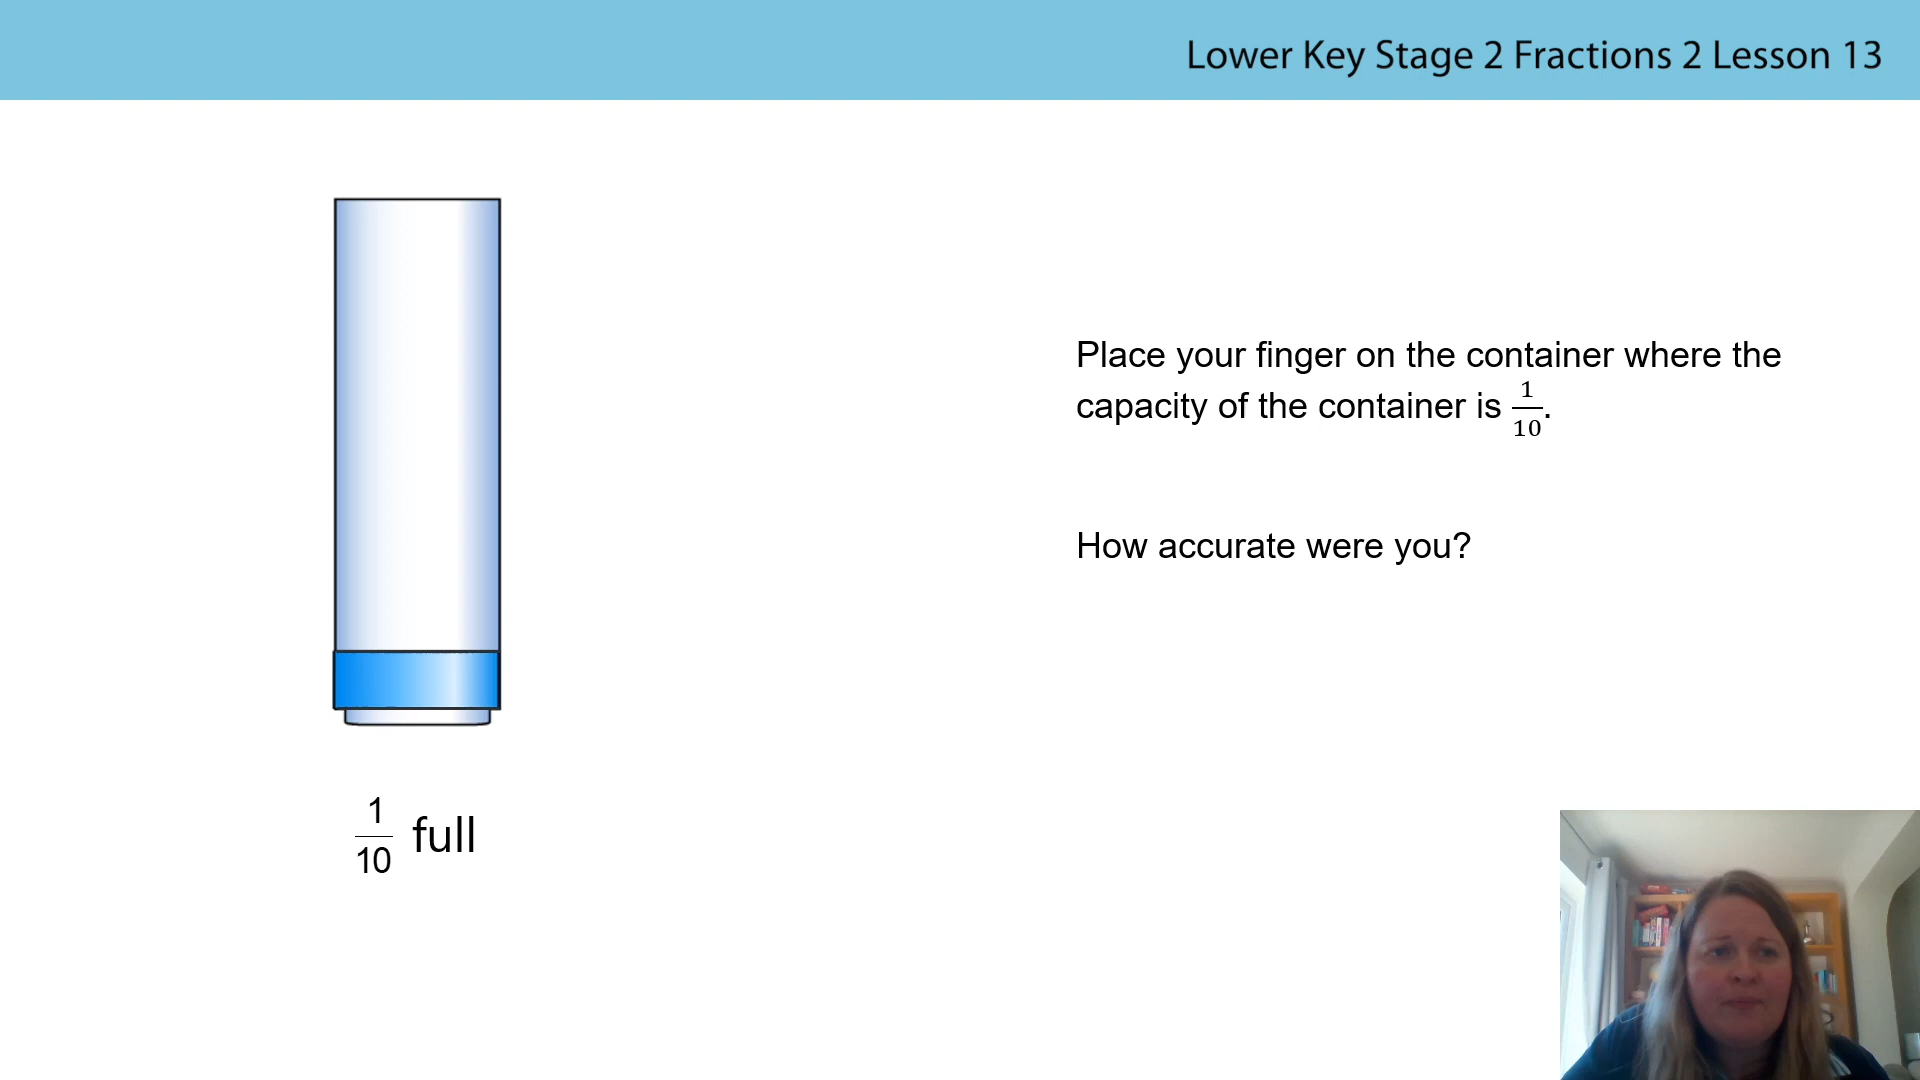 Lower Key Stage 2 Fractions 2 Lesson 13
Place your finger on the container where the
capacity of the container is 1/10.
How accurate were you?
1/10 full